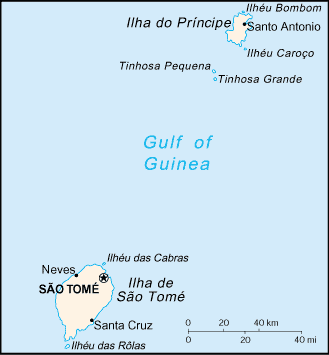 Ilhéu Bombom
Ilha do Príncipe
Santo Antonio
Ilhéu Caroço
Tinhosa Pequena
Tinhosa Grande
Gulf of
Guinea
Ilhéu das Cabras
Neves
SÃO TOMÉ
Ilha de
São Tomé
Santa Cruz
Ilhéu das Rôlas
0 20 40 km
0 20 40 mi